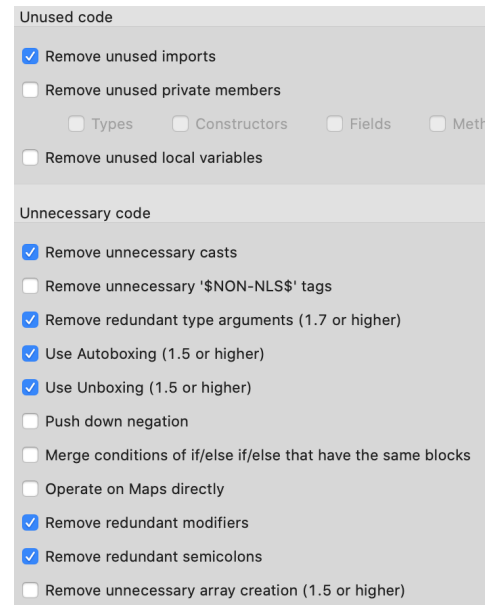 Unused code
Remove unused imports
Remove unused private members
Types Constructors Fields Meth
Remove unused local variables
Unnecessary code
Remove unnecessary casts
Remove unnecessary '$NON-NLS$' tags
Remove redundant type arguments (1.7 or higher)
Use Autoboxing (1.5 or higher)
Use Unboxing (1.5 or higher)
Push down negation
Merge conditions of if/else if/else that have the same blocks
Operate on Maps directly
Remove redundant modifiers
Remove redundant semicolons
Remove unnecessary array creation (1.5 or higher)